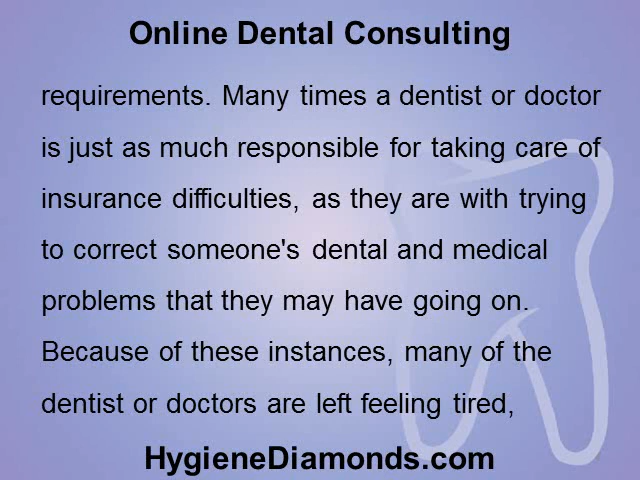 Online Dental Consulting
requirements. Many times a dentist or doctor
is just as much responsible for taking care of
insurance difficulties, as they are with trying
to correct someone's dental and medical
problems that they may have going on.
Because of these instances, many of the
dentist or doctors are left feeling tired,
HygieneDiamonds.com